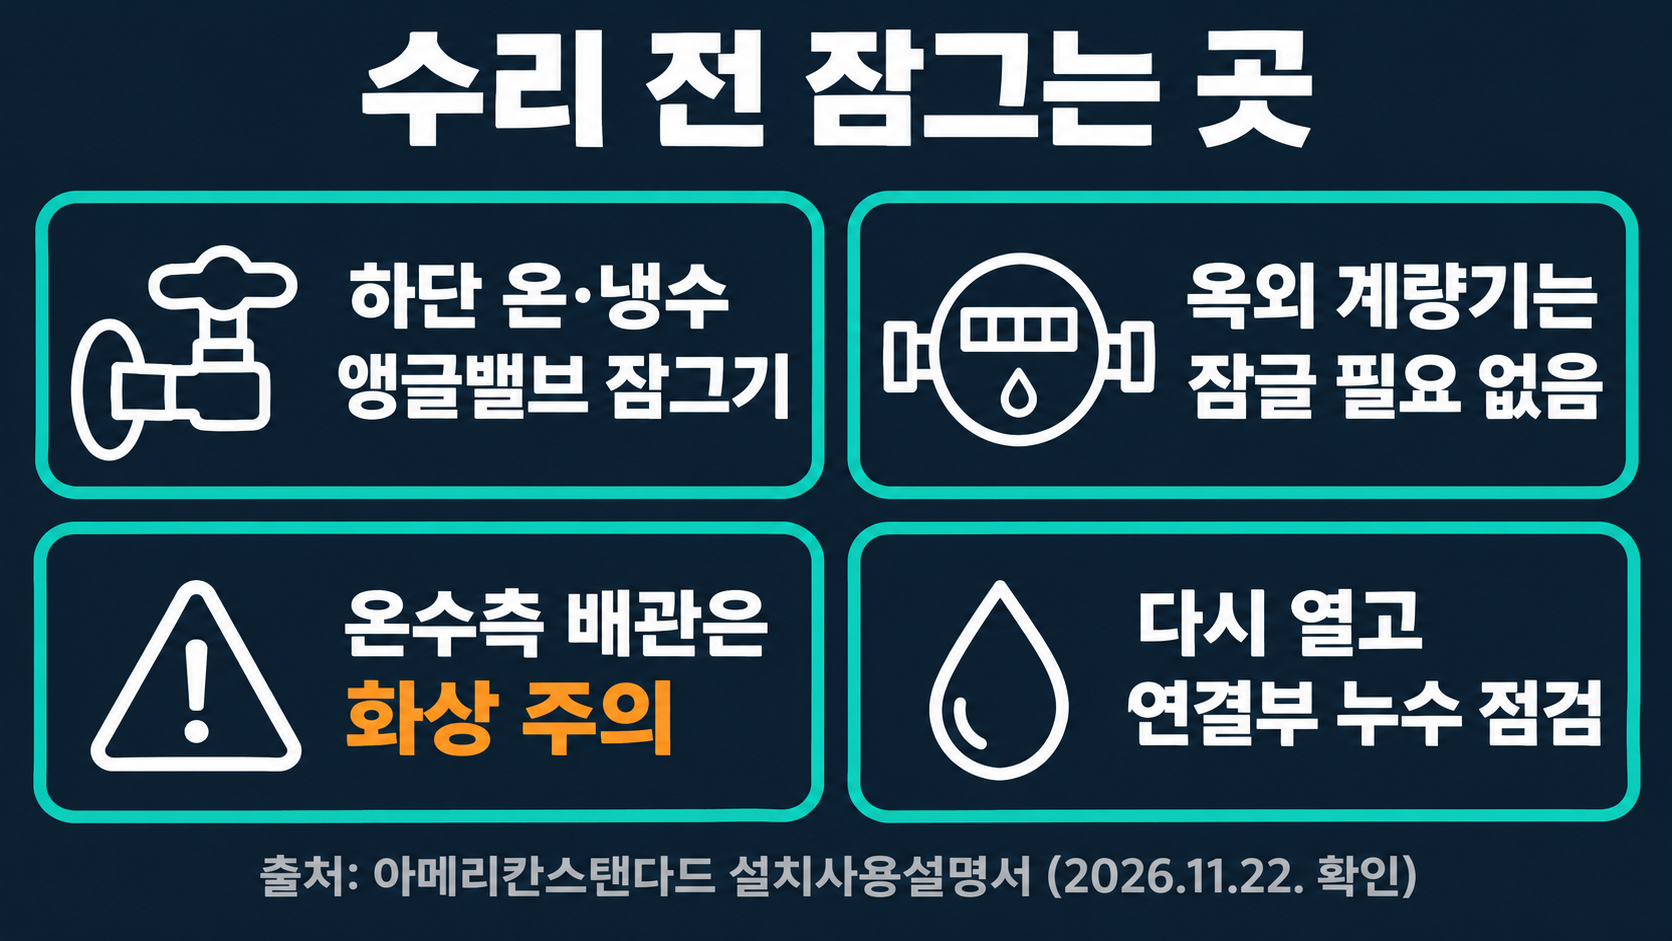 수리 전 잠그는 곳
하단 온·냉수
앵글밸브 잠그기
옥외 계량기는
잠글 필요 없음
온수측 배관은
화상 주의
다시 열고
연결부 누수 점검
출처: 아메리칸스탠다드 설치사용설명서 (2026.11.22. 확인)